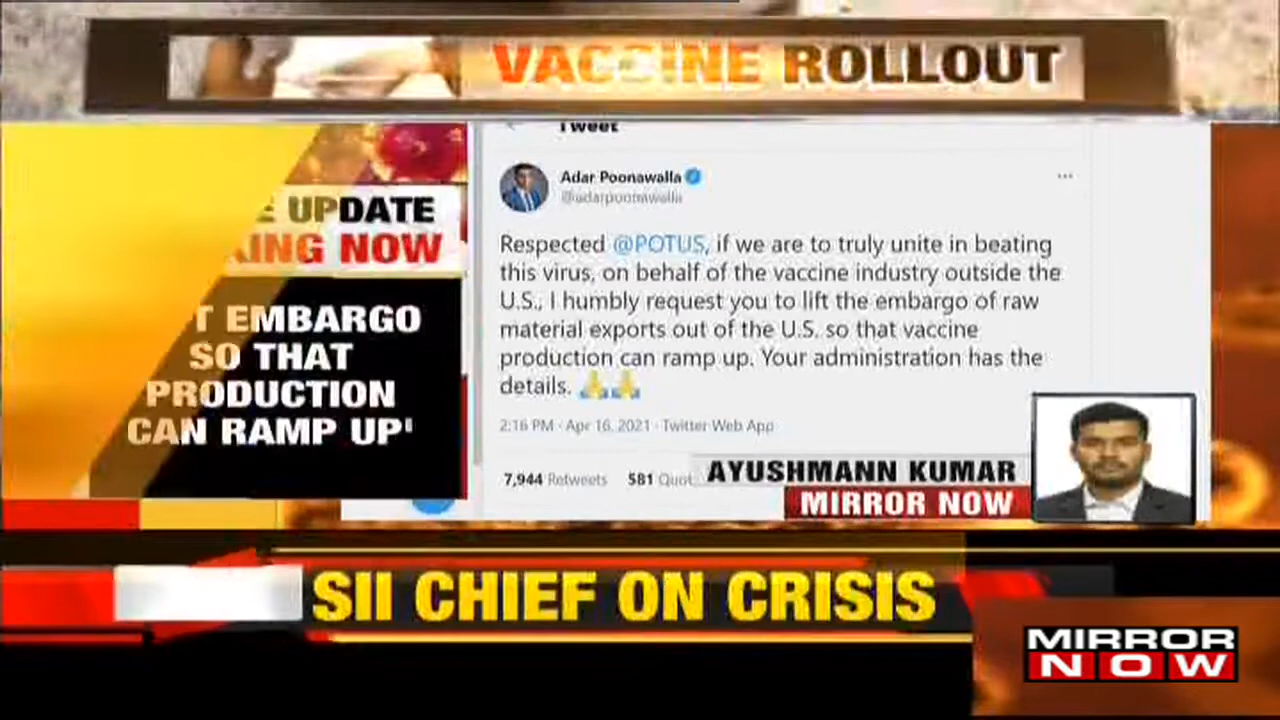 VACCINE ROLLOUT
Tweet
Adar Poonawalla
@adarpoonawalla
Respected @POTUS, if we are to truly unite in beating
this virus, on behalf of the vaccine industry outside the
U.S., I humbly request you to lift the embargo of raw
material exports out of the U.S. so that vaccine
production can ramp up. Your administration has the
details. 🙏🙏
2:16 PM · Apr 16, 2021 · Twitter Web App
7,944 Retweets 581 Quot
E UPDATE
KING NOW
T EMBARGO
SO THAT
PRODUCTION
CAN RAMP UP'
AYUSHMANN KUMAR
MIRROR NOW
SII CHIEF ON CRISIS
MIRROR
NOW